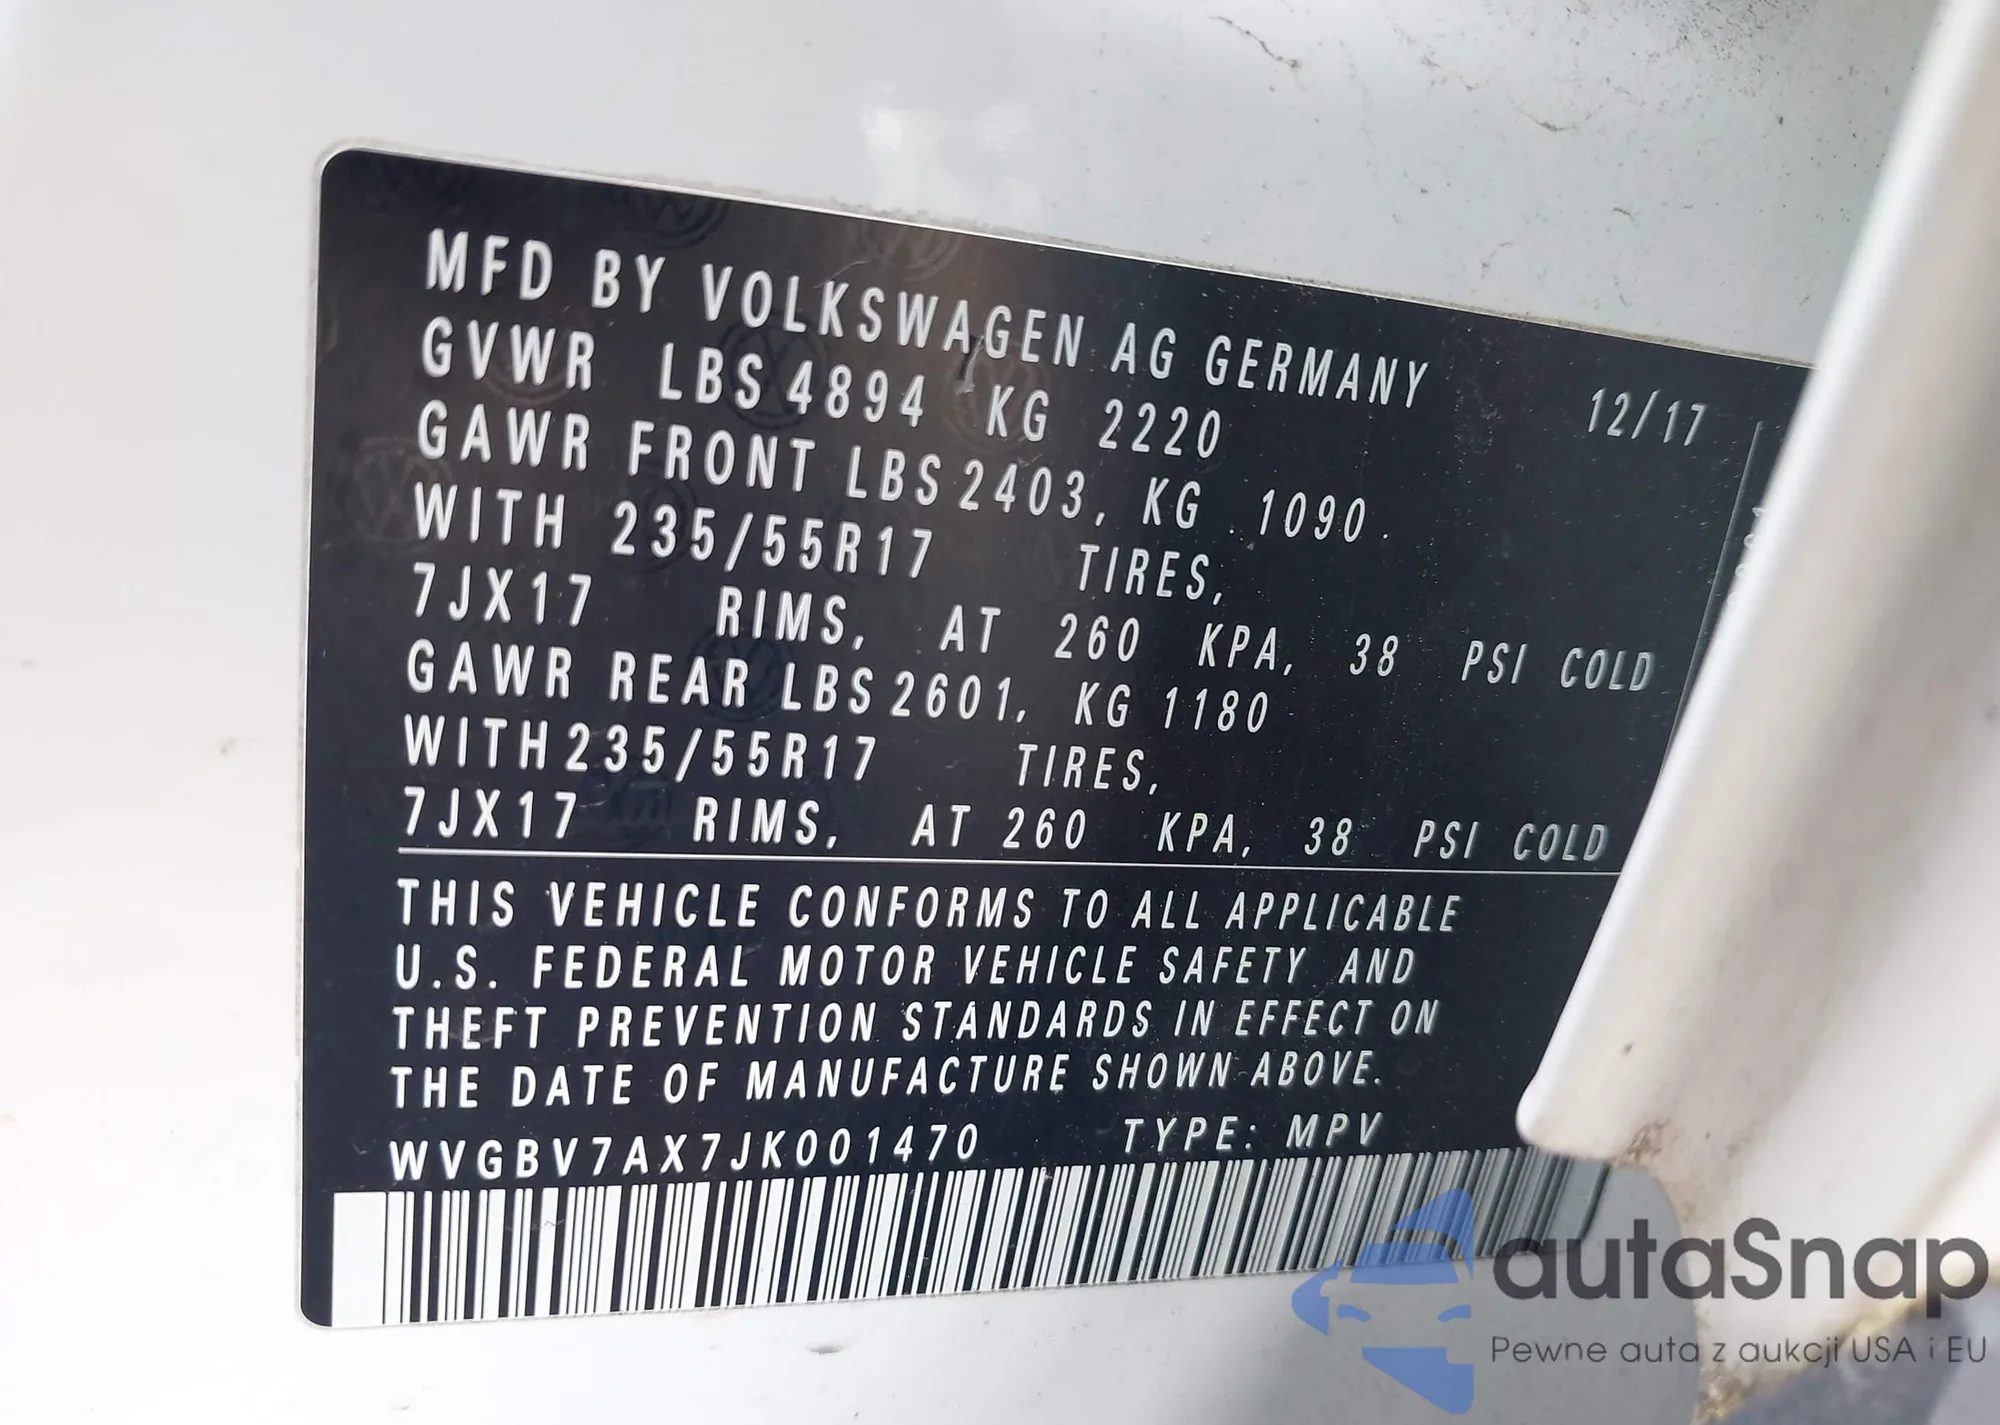 MFD BY VOLKSWAGEN AG GERMANY 12/17
GVWR LBS 4894 KG 2220
GAWR FRONT LBS 2403, KG 1090
WITH 235/55R17 TIRES,
7JX17 RIMS, AT 260 KPA, 38 PSI COLD
GAWR REAR LBS 2601, KG 1180
WITH 235/55R17 TIRES,
7JX17 RIMS, AT 260 KPA, 38 PSI COLD
THIS VEHICLE CONFORMS TO ALL APPLICABLE
U.S. FEDERAL MOTOR VEHICLE SAFETY AND
THEFT PREVENTION STANDARDS IN EFFECT ON
THE DATE OF MANUFACTURE SHOWN ABOVE.
WVGBV7AX7JK001470 TYPE: MPV
autaSnap
Pewne auta z aukcji USA i EU